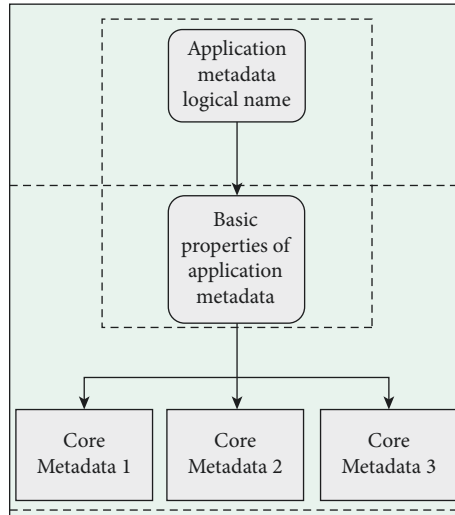 Application
metadata
logical name
Basic
properties of
application
metadata
Core
Metadata 1
Core
Metadata 2
Core
Metadata 3